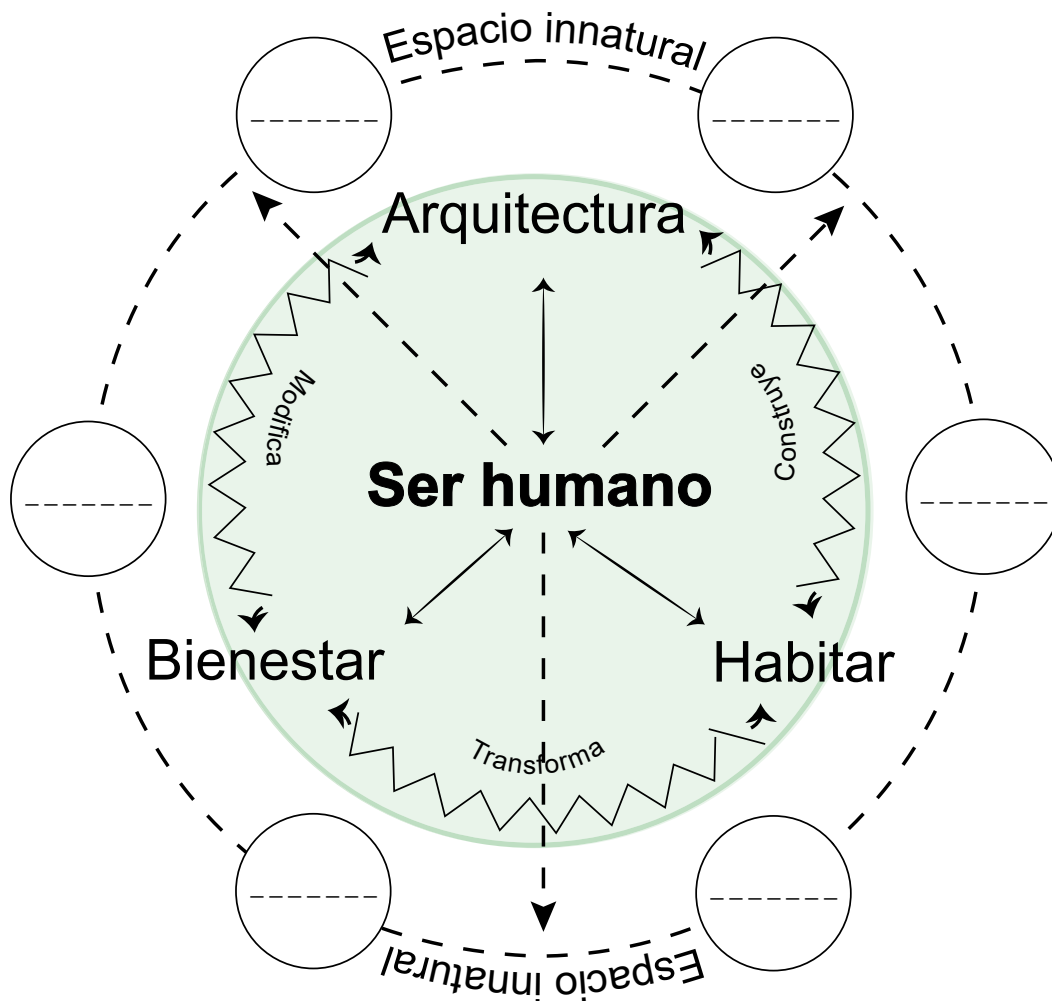 Espacio innatural
Arquitectura
Modifica
Construye
Ser humano
Bienestar
Habitar
Transforma
Espacio innatural